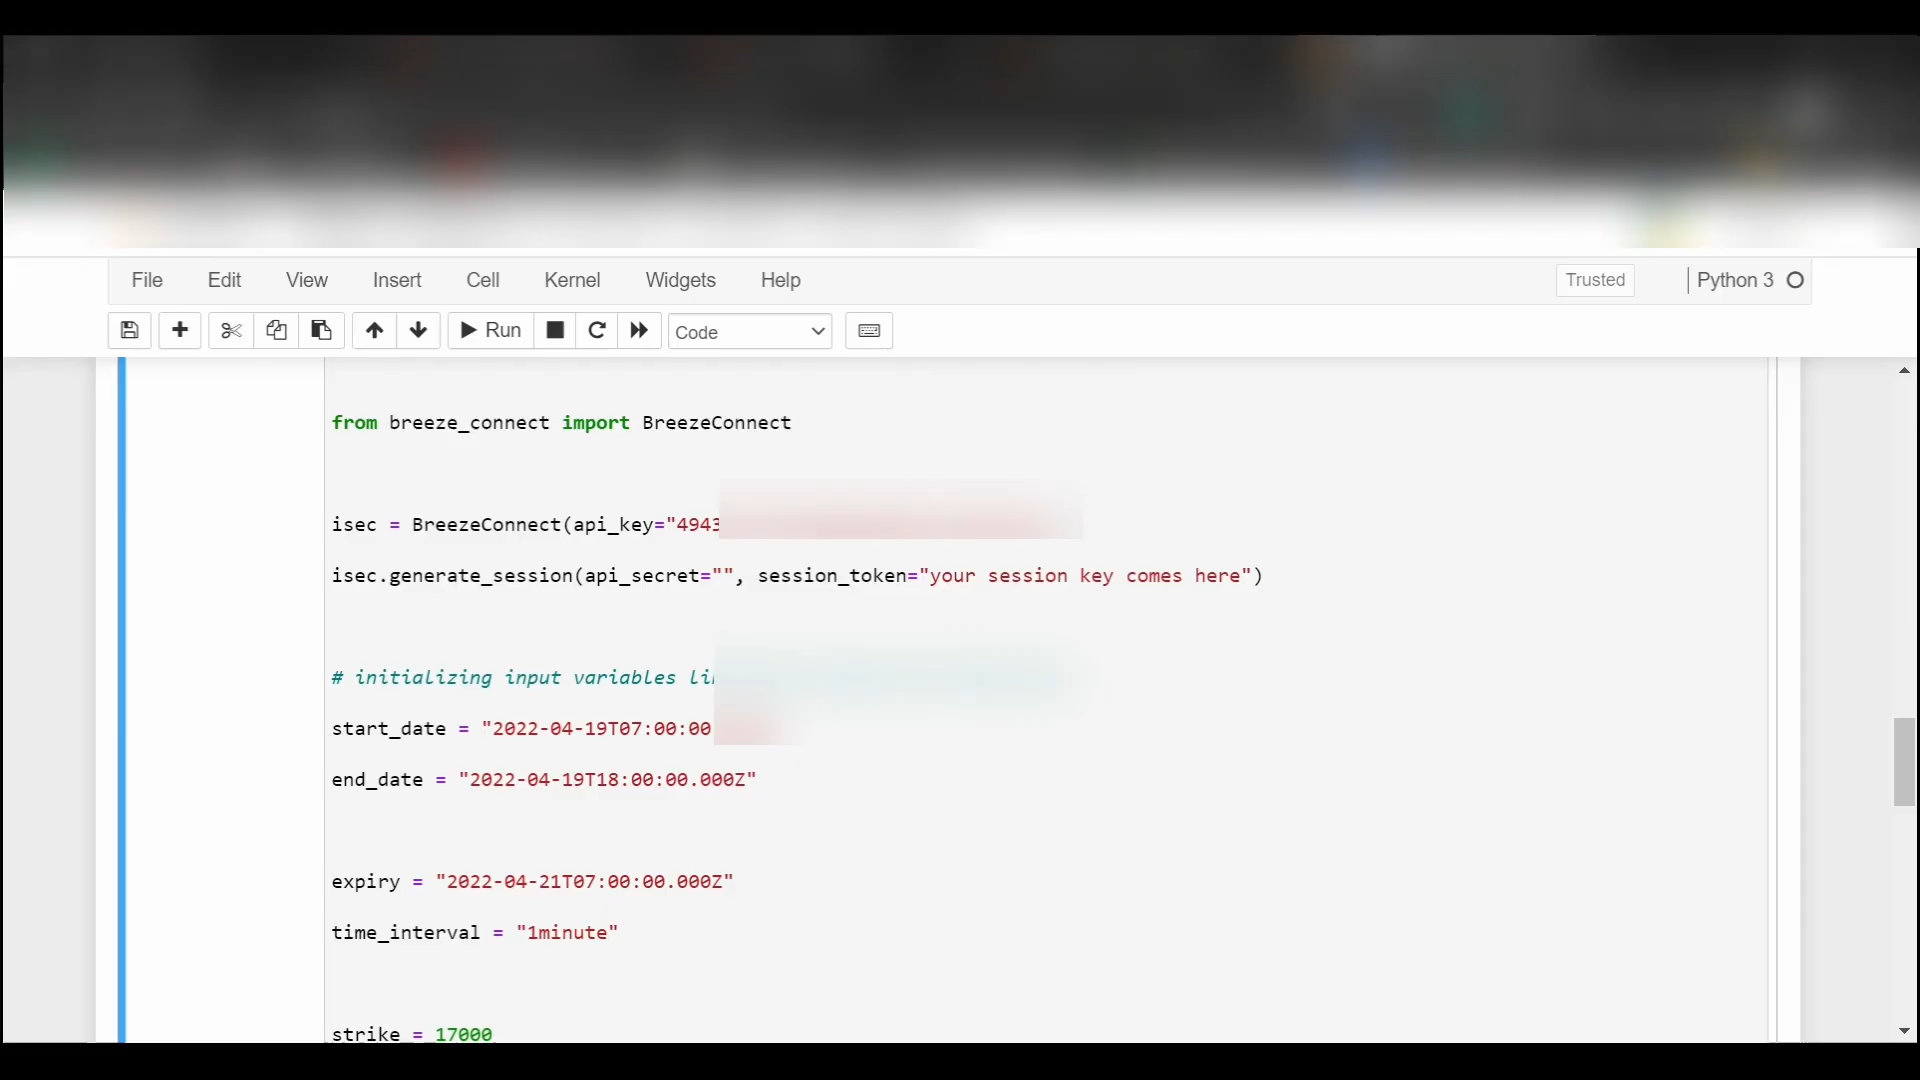 File Edit View Insert Cell Kernel Widgets Help Trusted Python 3
Run Code
from breeze_connect import BreezeConnect
isec = BreezeConnect(api_key="4943
isec.generate_session(api_secret="", session_token="your session key comes here")
# initializing input variables li
start_date = "2022-04-19T07:00:00
end_date = "2022-04-19T18:00:00.000Z"
expiry = "2022-04-21T07:00:00.000Z"
time_interval = "1minute"
strike = 17000